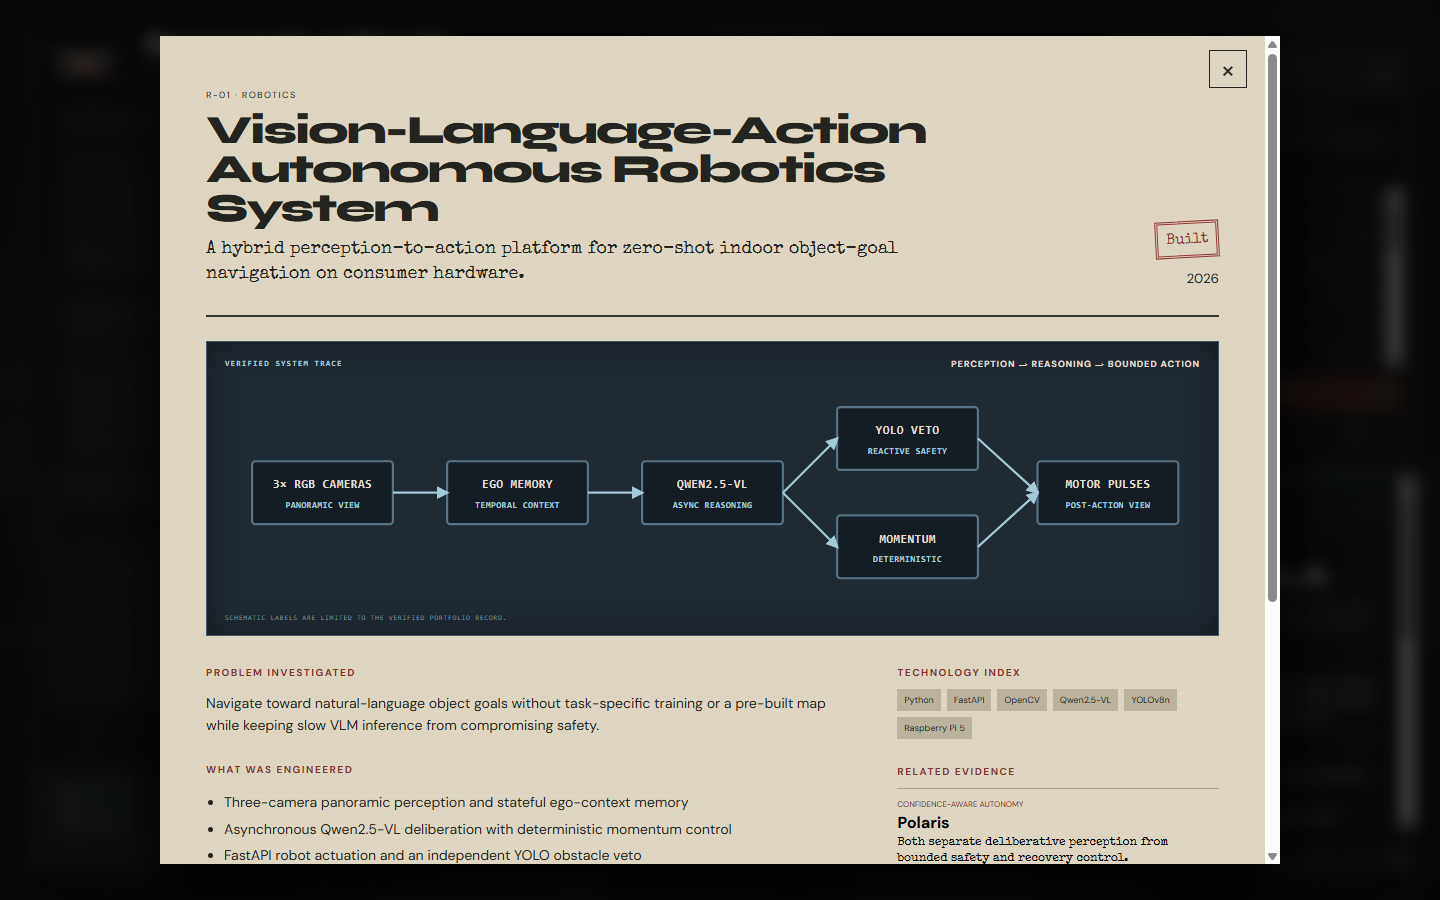 ×
R-01 · ROBOTICS
Vision-Language-Action
Autonomous Robotics
System
A hybrid perception-to-action platform for zero-shot indoor object-goal
navigation on consumer hardware.
Built
2026
VERIFIED SYSTEM TRACE
PERCEPTION → REASONING → BOUNDED ACTION
3× RGB CAMERAS
PANORAMIC VIEW
EGO MEMORY
TEMPORAL CONTEXT
QWEN2.5-VL
ASYNC REASONING
YOLO VETO
REACTIVE SAFETY
MOMENTUM
DETERMINISTIC
MOTOR PULSES
POST-ACTION VIEW
SCHEMATIC LABELS ARE LIMITED TO THE VERIFIED PORTFOLIO RECORD.
PROBLEM INVESTIGATED
Navigate toward natural-language object goals without task-specific training or a pre-built map
while keeping slow VLM inference from compromising safety.
WHAT WAS ENGINEERED
• Three-camera panoramic perception and stateful ego-context memory
• Asynchronous Qwen2.5-VL deliberation with deterministic momentum control
• FastAPI robot actuation and an independent YOLO obstacle veto
TECHNOLOGY INDEX
Python FastAPI OpenCV Qwen2.5-VL YOLOv8n
Raspberry Pi 5
RELATED EVIDENCE
CONFIDENCE-AWARE AUTONOMY
Polaris
Both separate deliberative perception from
bounded safety and recovery control.